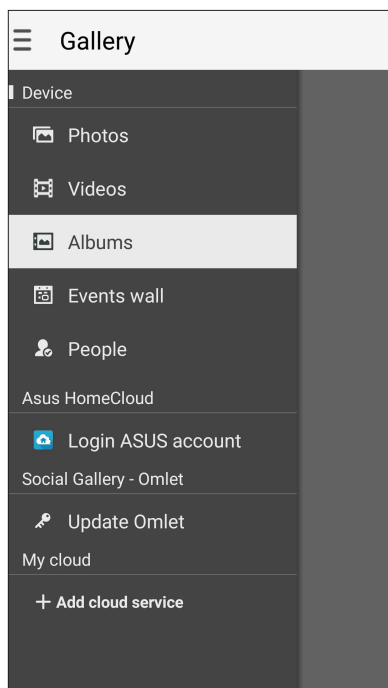 Gallery
Device
Photos
Videos
Albums
Events wall
People
Asus HomeCloud
Login ASUS account
Social Gallery - Omlet
Update Omlet
My cloud
+ Add cloud service